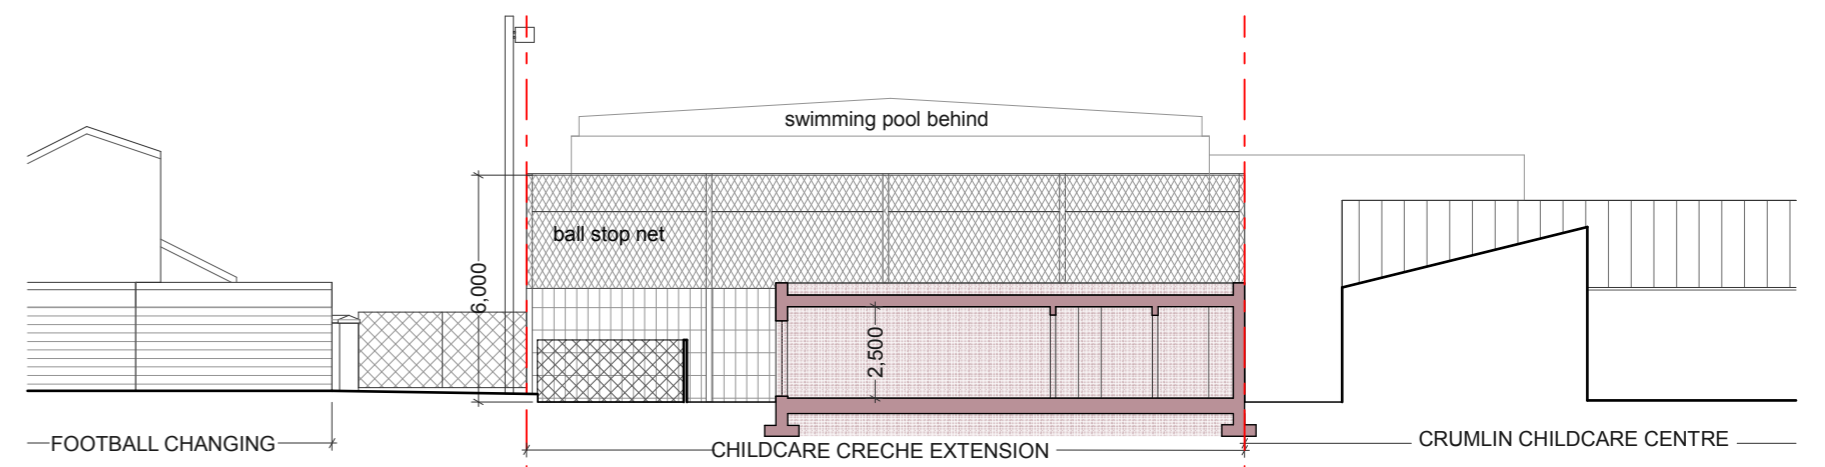 swimming pool behind
ball stop net
6,000
2,500
FOOTBALL CHANGING
CHILDCARE CRECHE EXTENSION
CRUMLIN CHILDCARE CENTRE